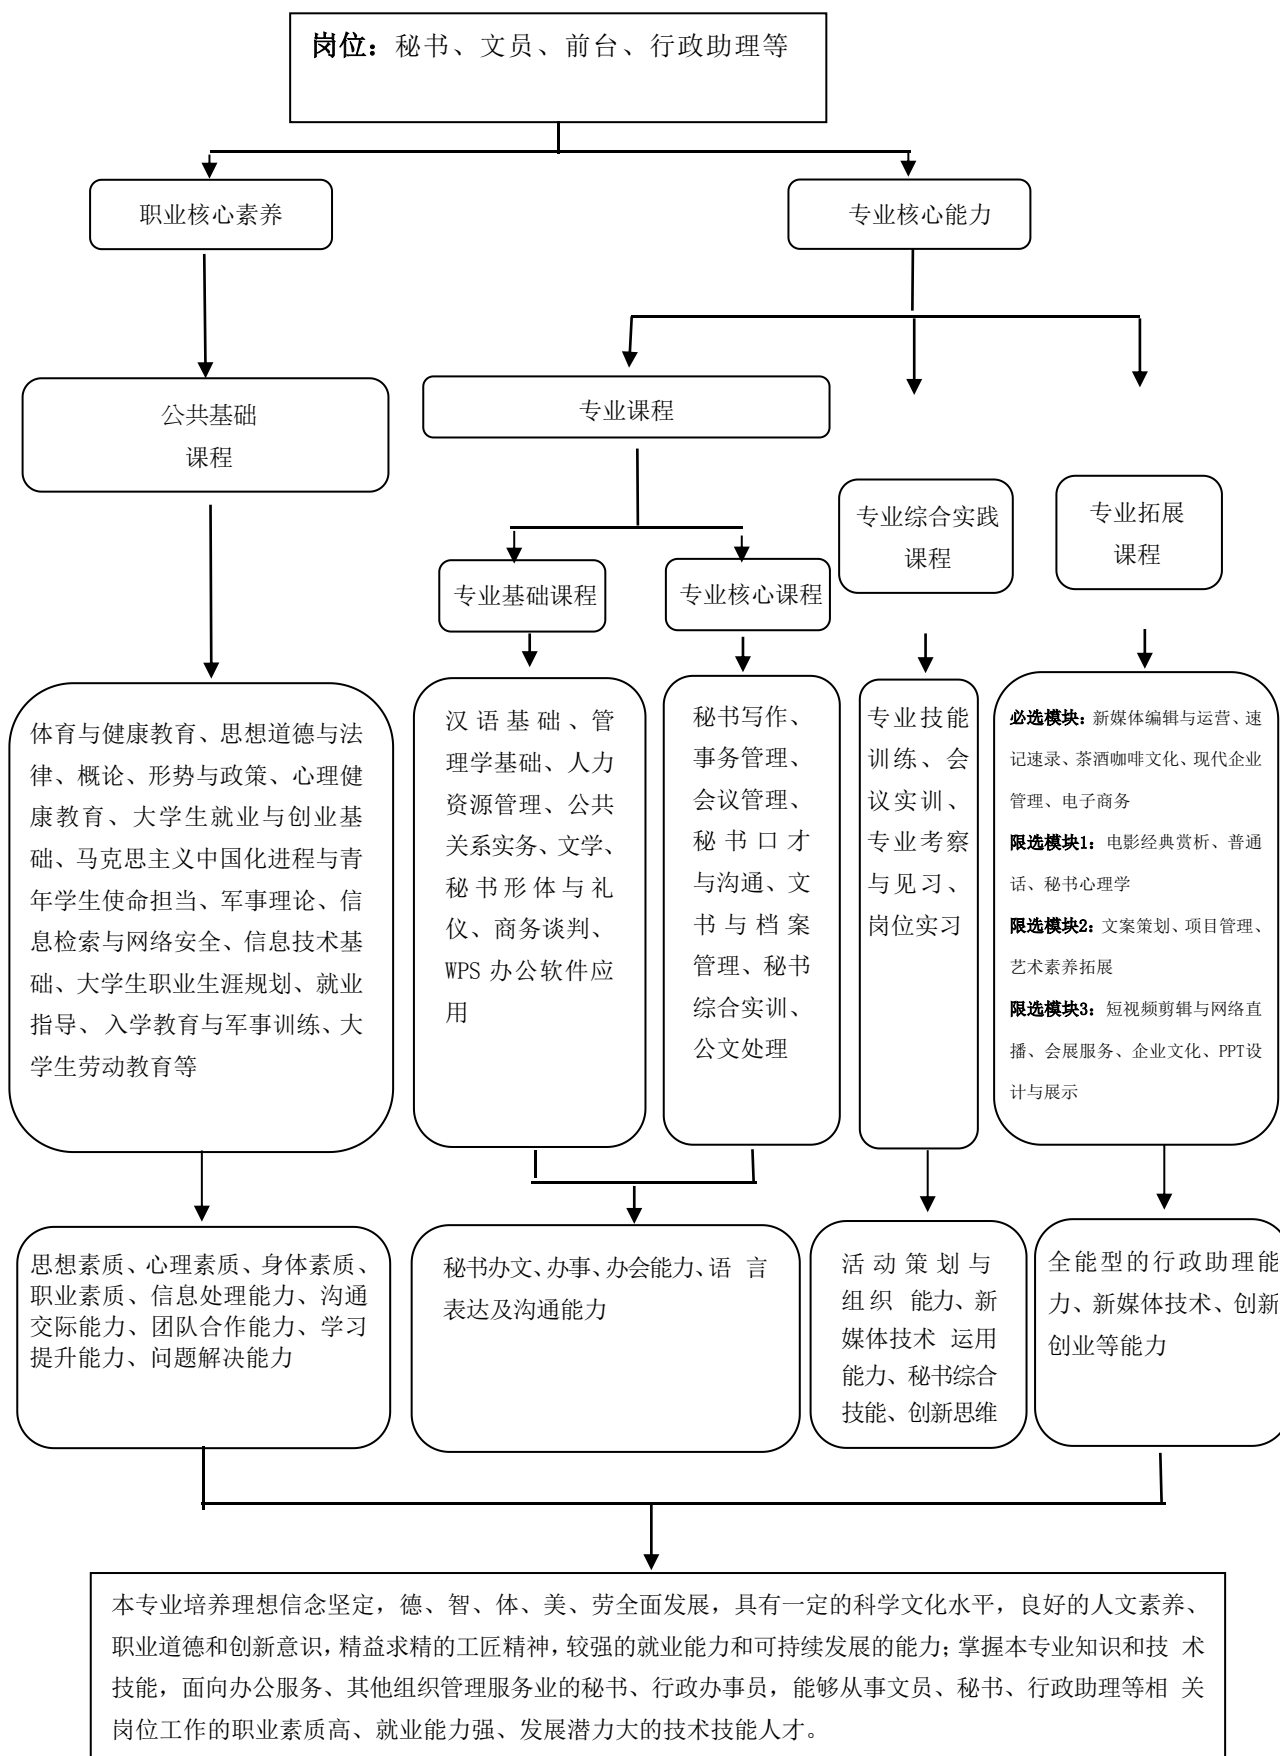 岗位：秘书、文员、前台、行政助理等
职业核心素养
专业核心能力
公共基础
课程
专业课程
专业综合实践
课程
专业拓展
课程
专业基础课程
专业核心课程
体育与健康教育、思想道德与法
律、概论、形势与政策、心理健
康教育、大学生就业与创业基
础、马克思主义中国化进程与青
年学生使命担当、军事理论、信
息检索与网络安全、信息技术基
础、大学生职业生涯规划、就业
指导、入学教育与军事训练、大
学生劳动教育等
汉语基础、管
理学基础、人力
资源管理、公共
关系实务、文学、
秘书形体与礼
仪、商务谈判、
WPS 办公软件应
用
秘书写作、
事务管理、
会议管理、
秘书口才
与沟通、文
书与档案
管理、秘书
综合实训、
公文处理
专业技能
训练、会
议实训、
专业考察
与见习、
岗位实习
必选模块：新媒体编辑与运营、速
记速录、茶酒咖啡文化、现代企业
管理、电子商务
限选模块1：电影经典赏析、普通
话、秘书心理学
限选模块2：文案策划、项目管理、
艺术素养拓展
限选模块3：短视频剪辑与网络直
播、会展服务、企业文化、PPT设
计与展示
思想素质、心理素质、身体素质、
职业素质、信息处理能力、沟通
交际能力、团队合作能力、学习
提升能力、问题解决能力
秘书办文、办事、办会能力、语 言
表达及沟通能力
活动策划与
组织 能力、新
媒体技术 运用
能力、秘书综合
技能、创新思维
全能型的行政助理能
力、新媒体技术、创新
创业等能力
本专业培养理想信念坚定，德、智、体、美、劳全面发展，具有一定的科学文化水平，良好的人文素养、
职业道德和创新意识，精益求精的工匠精神，较强的就业能力和可持续发展的能力；掌握本专业知识和技 术
技能，面向办公服务、其他组织管理服务业的秘书、行政办事员，能够从事文员、秘书、行政助理等相 关
岗位工作的职业素质高、就业能力强、发展潜力大的技术技能人才。